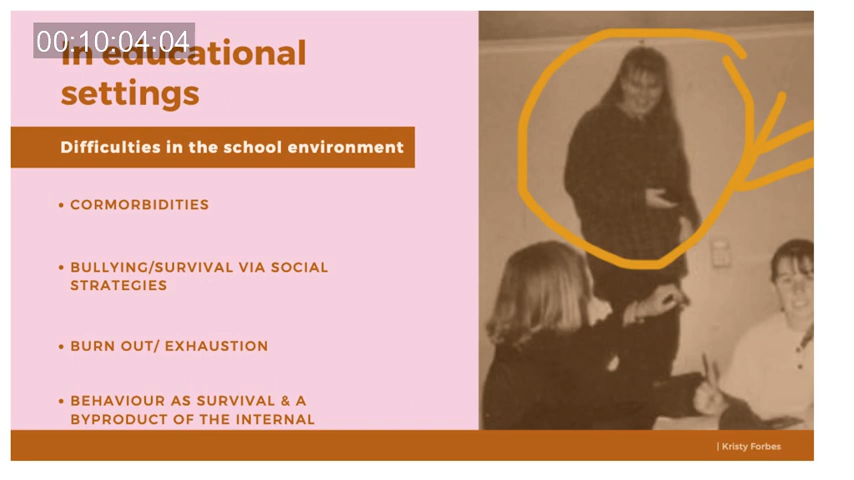 00:10:04:04
In educational
settings
Difficulties in the school environment
• CORMORBIDITIES
• BULLYING/SURVIVAL VIA SOCIAL
STRATEGIES
• BURN OUT/ EXHAUSTION
• BEHAVIOUR AS SURVIVAL & A
BYPRODUCT OF THE INTERNAL
| Kristy Forbes